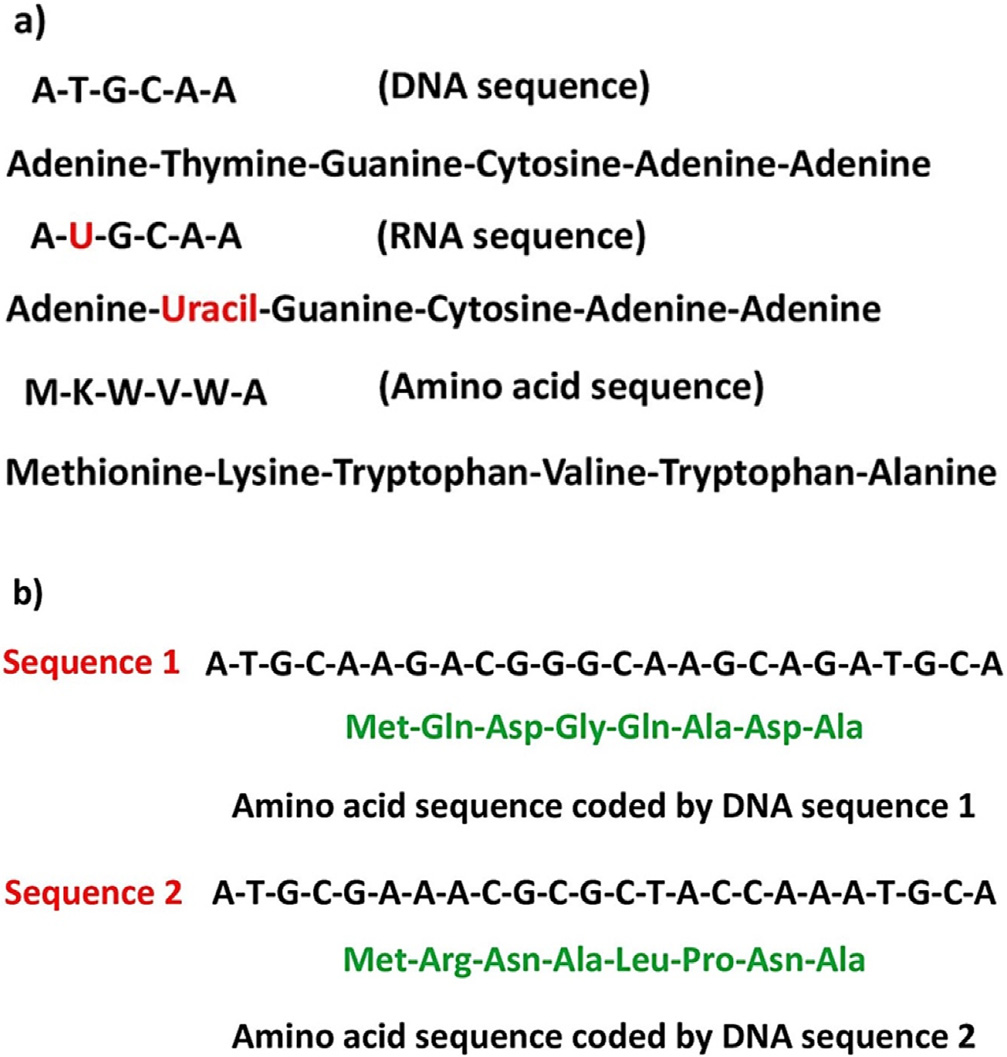 a)
A-T-G-C-A-A (DNA sequence)
Adenine-Thymine-Guanine-Cytosine-Adenine-Adenine
A-U-G-C-A-A (RNA sequence)
Adenine-Uracil-Guanine-Cytosine-Adenine-Adenine
M-K-W-V-W-A (Amino acid sequence)
Methionine-Lysine-Tryptophan-Valine-Tryptophan-Alanine
b)
Sequence 1 A-T-G-C-A-A-G-A-C-G-G-G-C-A-A-G-C-A-G-A-T-G-C-A
Met-Gln-Asp-Gly-Gln-Ala-Asp-Ala
Amino acid sequence coded by DNA sequence 1
Sequence 2 A-T-G-C-G-A-A-A-C-G-C-G-C-T-A-C-C-A-A-A-T-G-C-A
Met-Arg-Asn-Ala-Leu-Pro-Asn-Ala
Amino acid sequence coded by DNA sequence 2